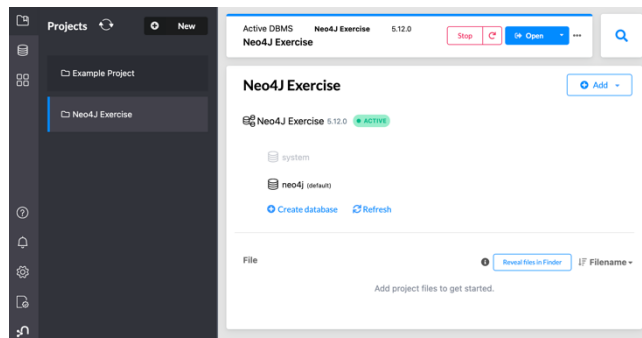 Projects
New
Example Project
Neo4J Exercise
Active DBMS Neo4J Exercise 5.12.0
Neo4J Exercise
Stop
Open
Neo4J Exercise
Add
Neo4J Exercise 5.12.0 ACTIVE
system
neo4j (default)
Create database Refresh
File
Reveal files in Finder
Filename
Add project files to get started.